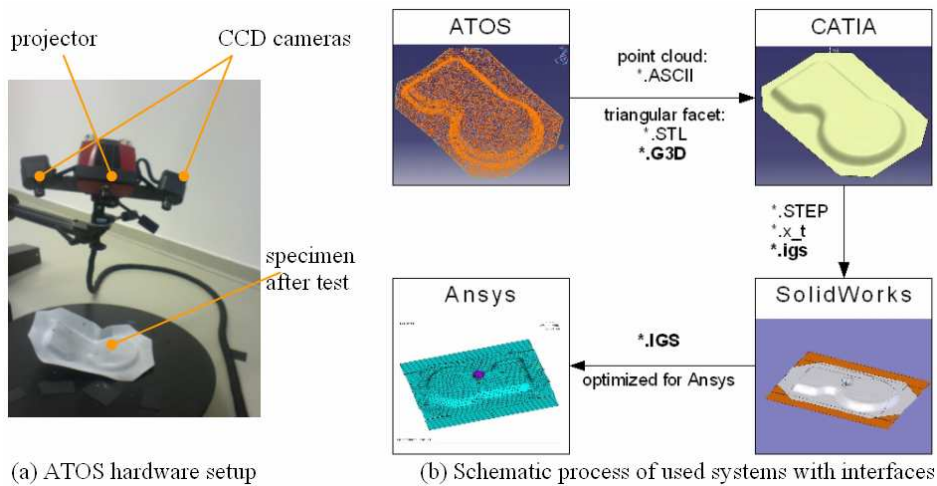 projector
CCD cameras
specimen
after test
(a) ATOS hardware setup
ATOS
point cloud:
*.ASCII
triangular facet:
*.STL
*.G3D
CATIA
*.STEP
*.x_t
*.igs
SolidWorks
*.IGS
optimized for Ansys
Ansys
(b) Schematic process of used systems with interfaces